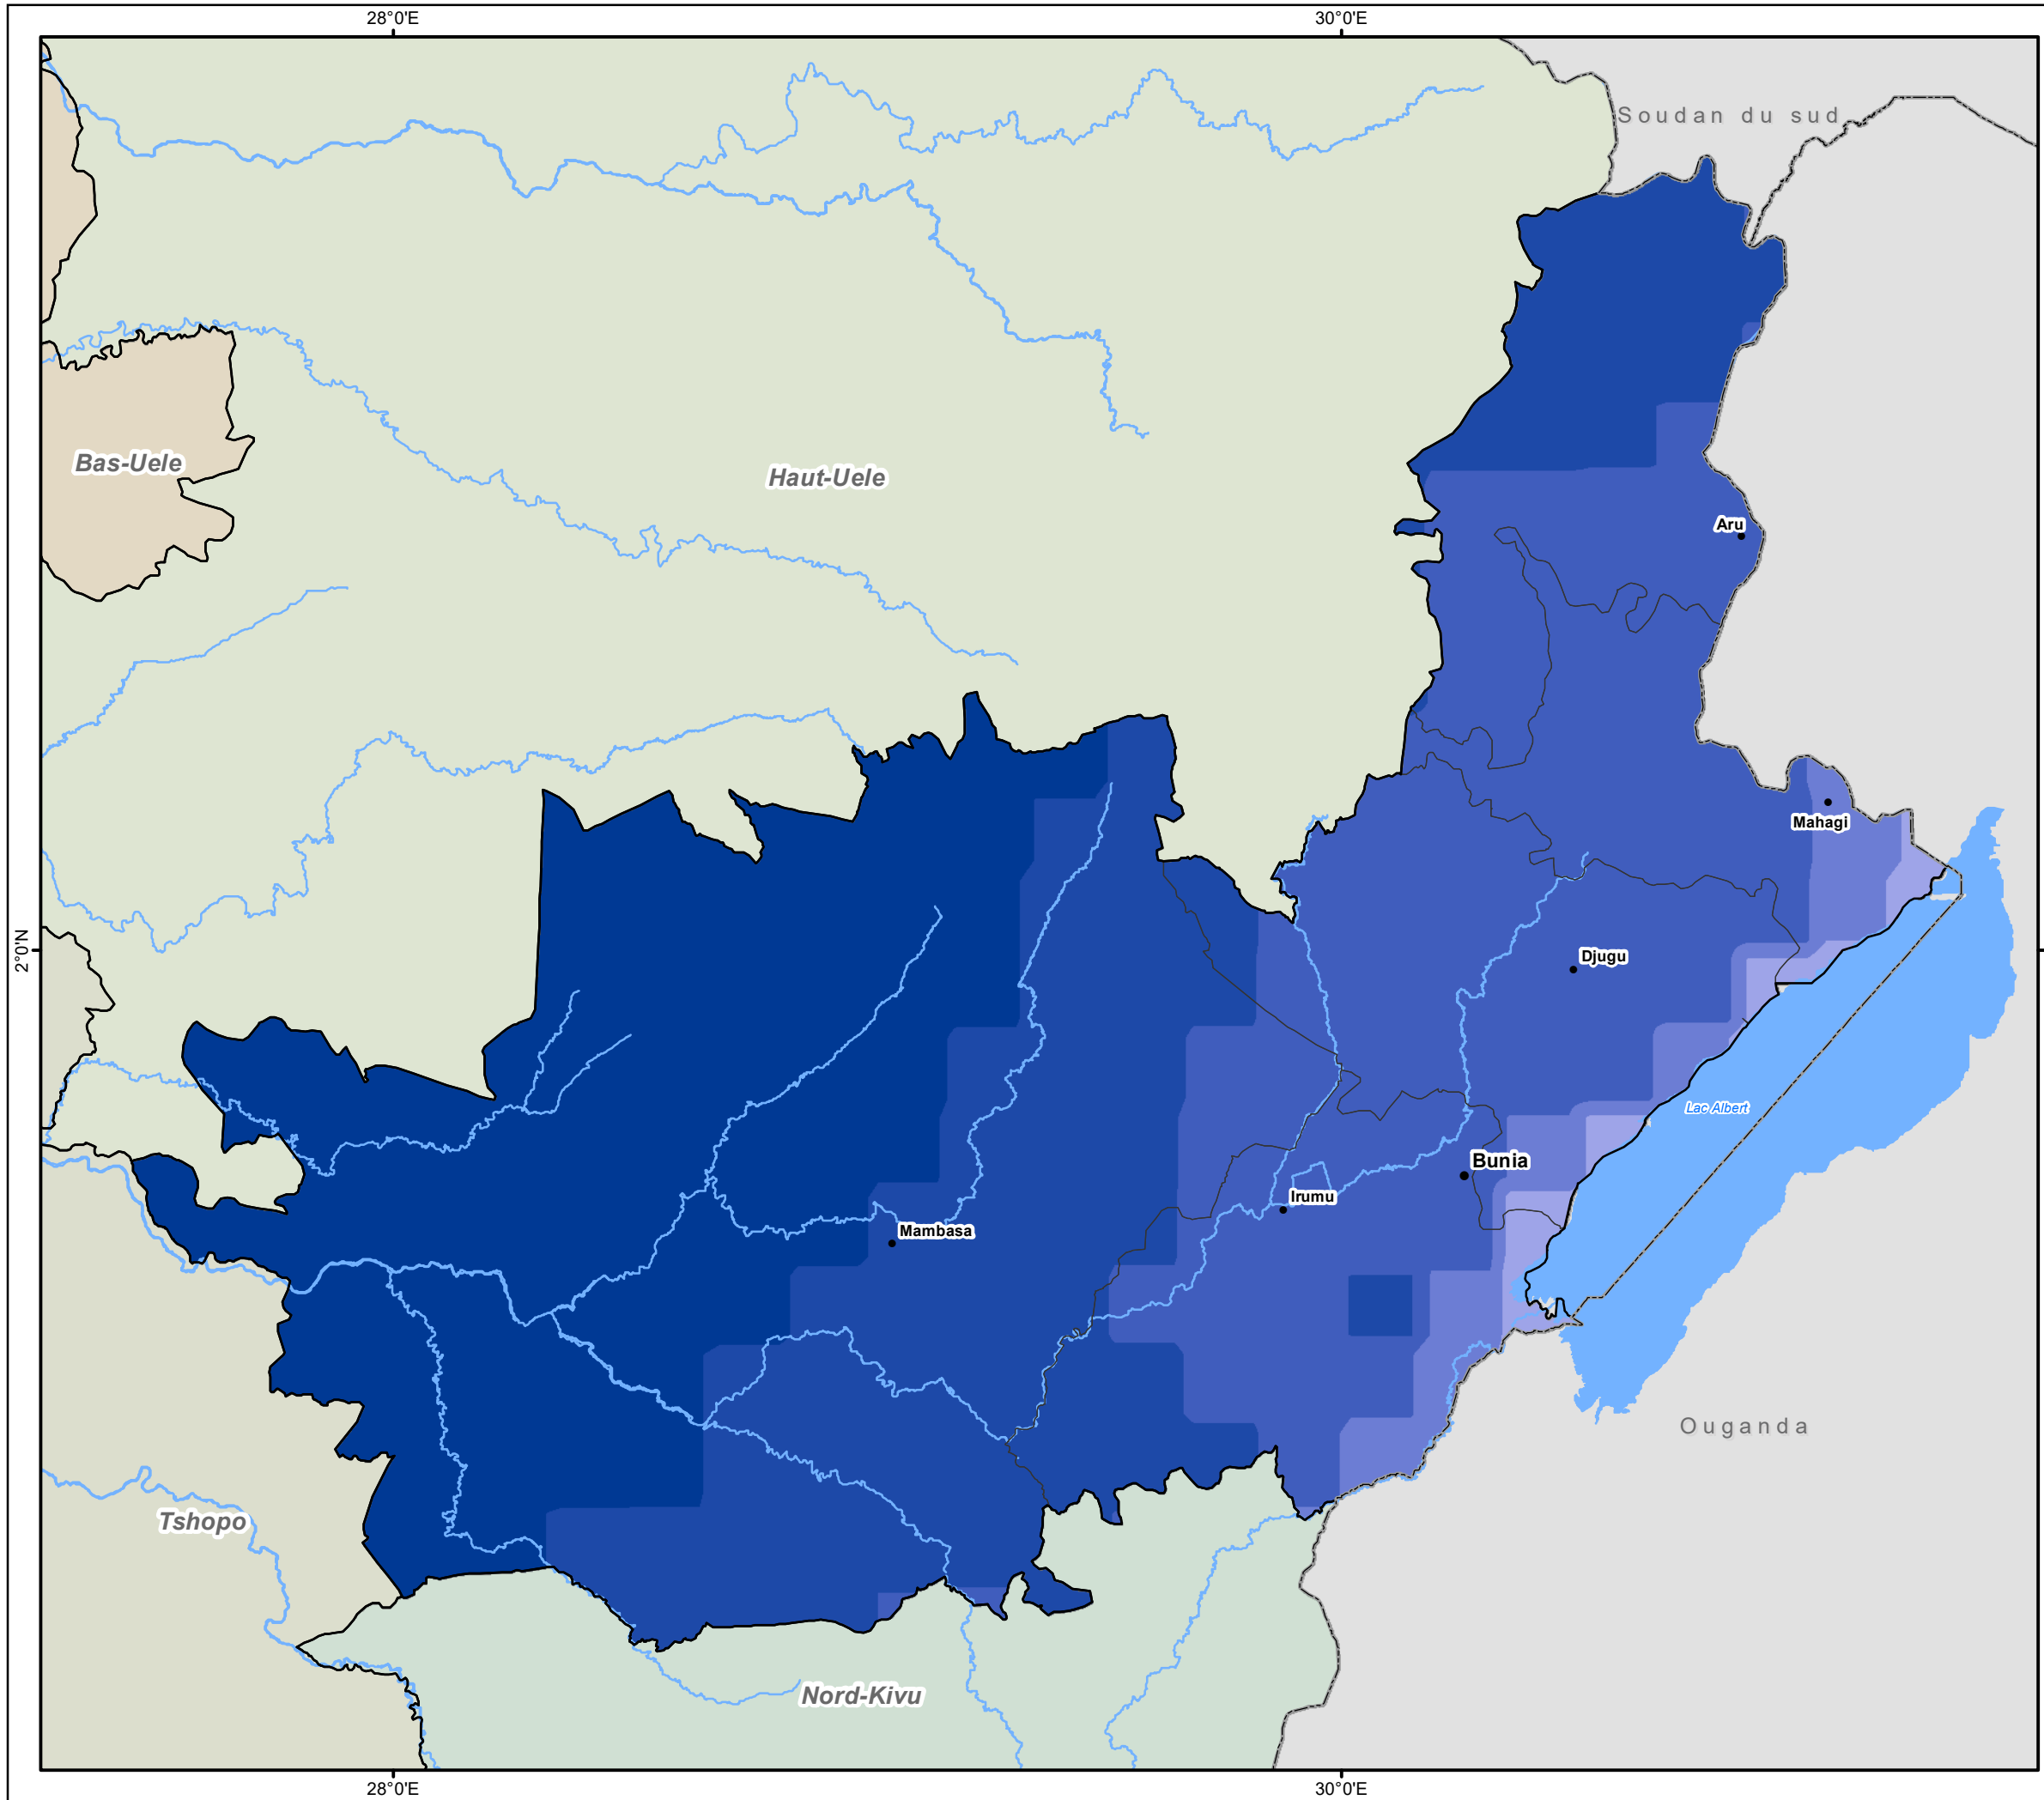 28°0'E
30°0'E
Soudan du sud
Bas-Uele
Haut-Uele
Aru
Mahagi
2°0'N
Djugu
Lac Albert
Bunia
Irumu
Mambasa
Ouganda
Tshopo
Nord-Kivu
28°0'E
30°0'E